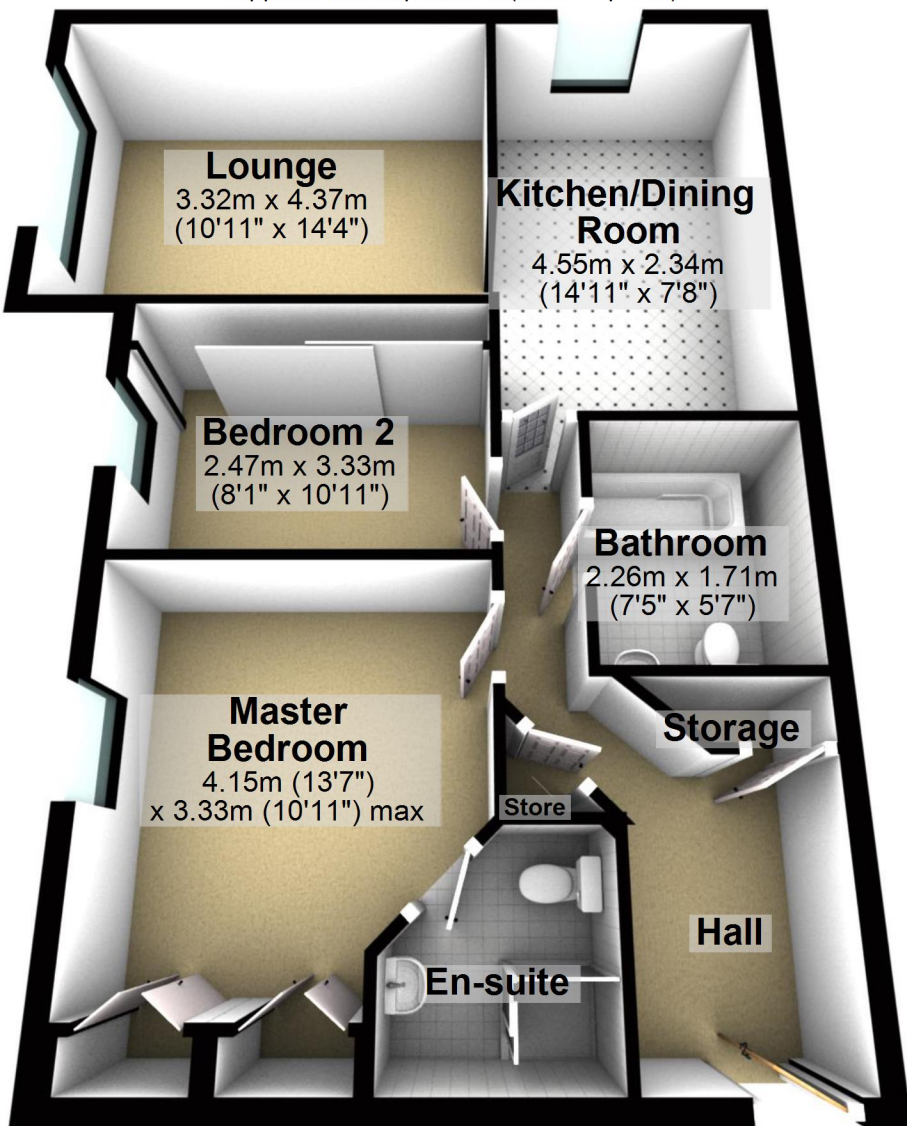 Lounge
3.32m x 4.37m
(10'11" x 14'4")
Kitchen/Dining
Room
4.55m x 2.34m
(14'11" x 7'8")
Bedroom 2
2.47m x 3.33m
(8'1" x 10'11")
Bathroom
2.26m x 1.71m
(7'5" x 5'7")
Master
Bedroom
4.15m (13'7")
x 3.33m (10'11") max
Storage
Store
Hall
En-suite